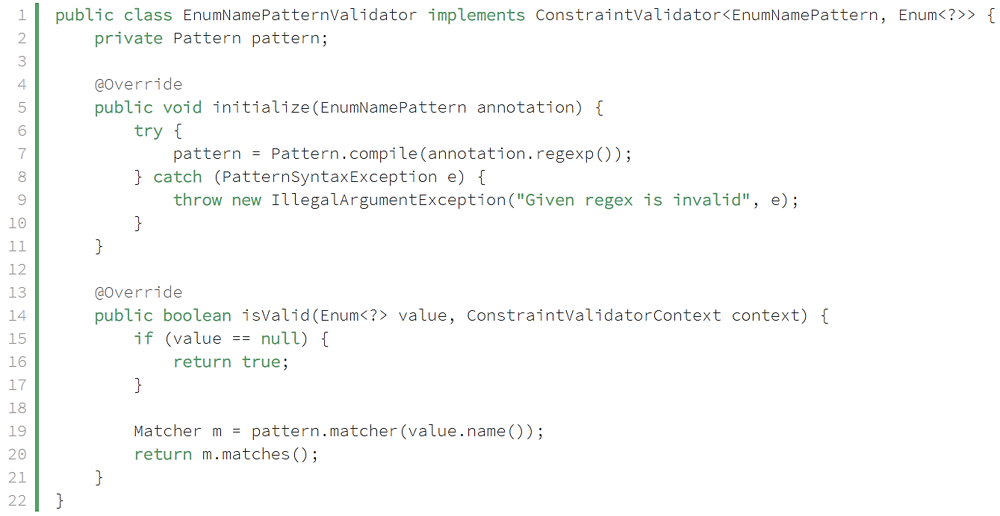 1 public class EnumNamePatternValidator implements ConstraintValidator<EnumNamePattern, Enum<?>> {
2     private Pattern pattern;
3
4     @Override
5     public void initialize(EnumNamePattern annotation) {
6         try {
7             pattern = Pattern.compile(annotation.regexp());
8         } catch (PatternSyntaxException e) {
9             throw new IllegalArgumentException("Given regex is invalid", e);
10         }
11     }
12
13     @Override
14     public boolean isValid(Enum<?> value, ConstraintValidatorContext context) {
15         if (value == null) {
16             return true;
17         }
18
19         Matcher m = pattern.matcher(value.name());
20         return m.matches();
21     }
22 }